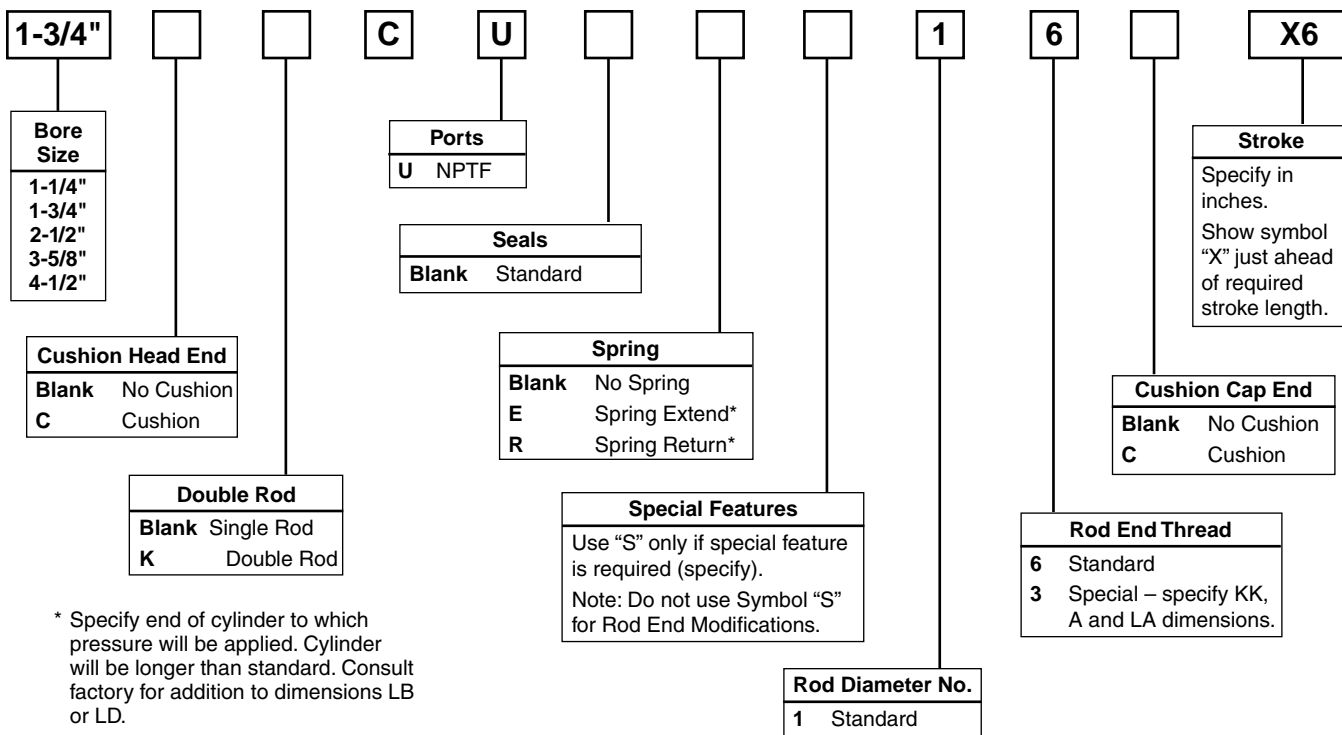 1-3/4" C U 1 6 X6
Bore
Size
1-1/4"
1-3/4"
2-1/2"
3-5/8"
4-1/2"
Ports
U NPTF
Stroke
Specify in
inches.
Show symbol
“X” just ahead
of required
stroke length.
Seals
Blank Standard
Cushion Head End
Blank No Cushion
C Cushion
Spring
Blank No Spring
E Spring Extend*
R Spring Return*
Cushion Cap End
Blank No Cushion
C Cushion
Double Rod
Blank Single Rod
K Double Rod
Special Features
Use “S” only if special feature
is required (specify).
Note: Do not use Symbol “S”
for Rod End Modifications.
Rod End Thread
6 Standard
3 Special – specify KK,
A and LA dimensions.
* Specify end of cylinder to which
pressure will be applied. Cylinder
will be longer than standard. Consult
factory for addition to dimensions LB
or LD.
Rod Diameter No.
1 Standard